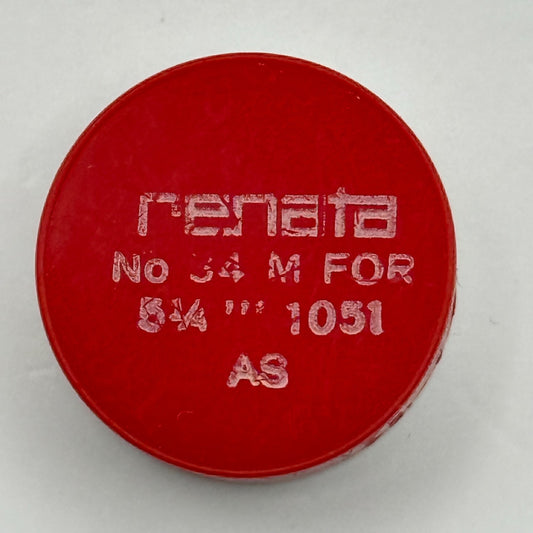 renata
No 34 M FOR
5¼ ''' 1051
AS